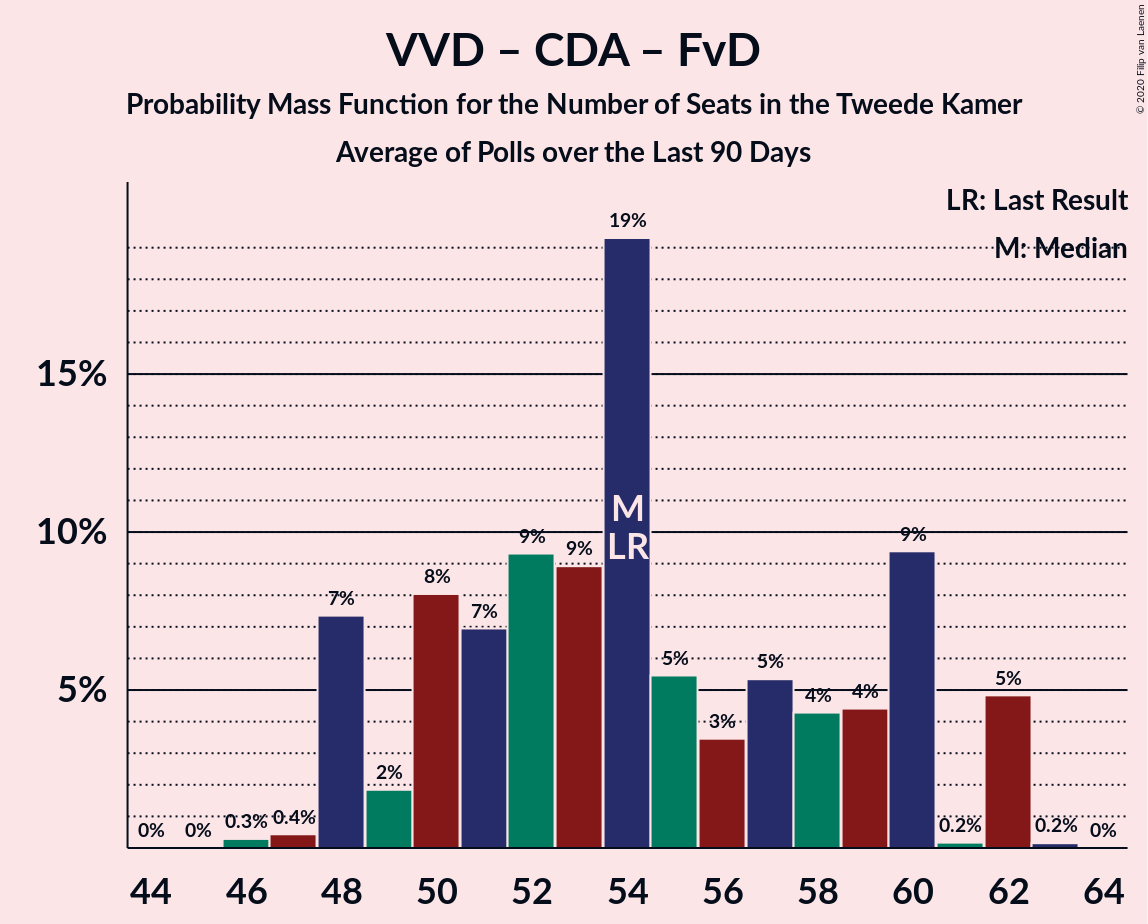 VVD – CDA – FvD
Probability Mass Function for the Number of Seats in the Tweede Kamer
Average of Polls over the Last 90 Days
© 2020 Filip van Laenen
LR: Last Result
M: Median
15%
10%
5%
0%
0%
0.3%
0.4%
7%
2%
8%
7%
9%
9%
19%
M
LR
5%
3%
5%
4%
4%
9%
0.2%
5%
0.2%
0%
44 46 48 50 52 54 56 58 60 62 64